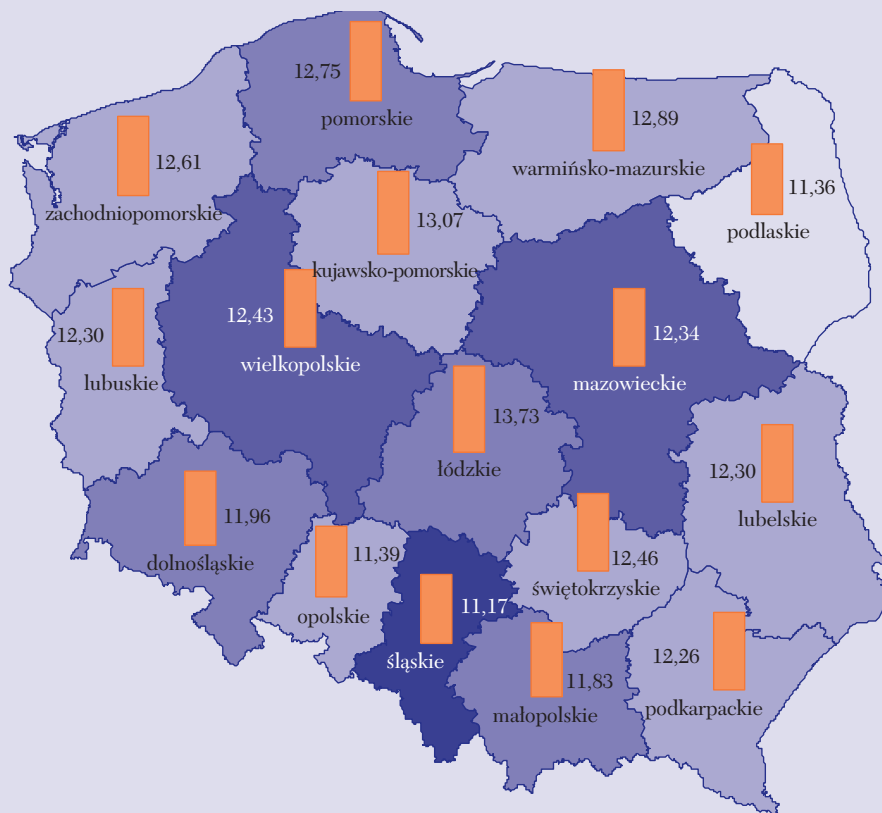 12,75
pomorskie
12,89
warmińsko-mazurskie
12,61
zachodniopomorskie
11,36
podlaskie
13,07
kujawsko-pomorskie
12,30
lubuskie
12,43
wielkopolskie
12,34
mazowieckie
13,73
łódzkie
12,30
lubelskie
11,96
dolnośląskie
11,39
opolskie
11,17
śląskie
12,46
świętokrzyskie
11,83
małopolskie
12,26
podkarpackie